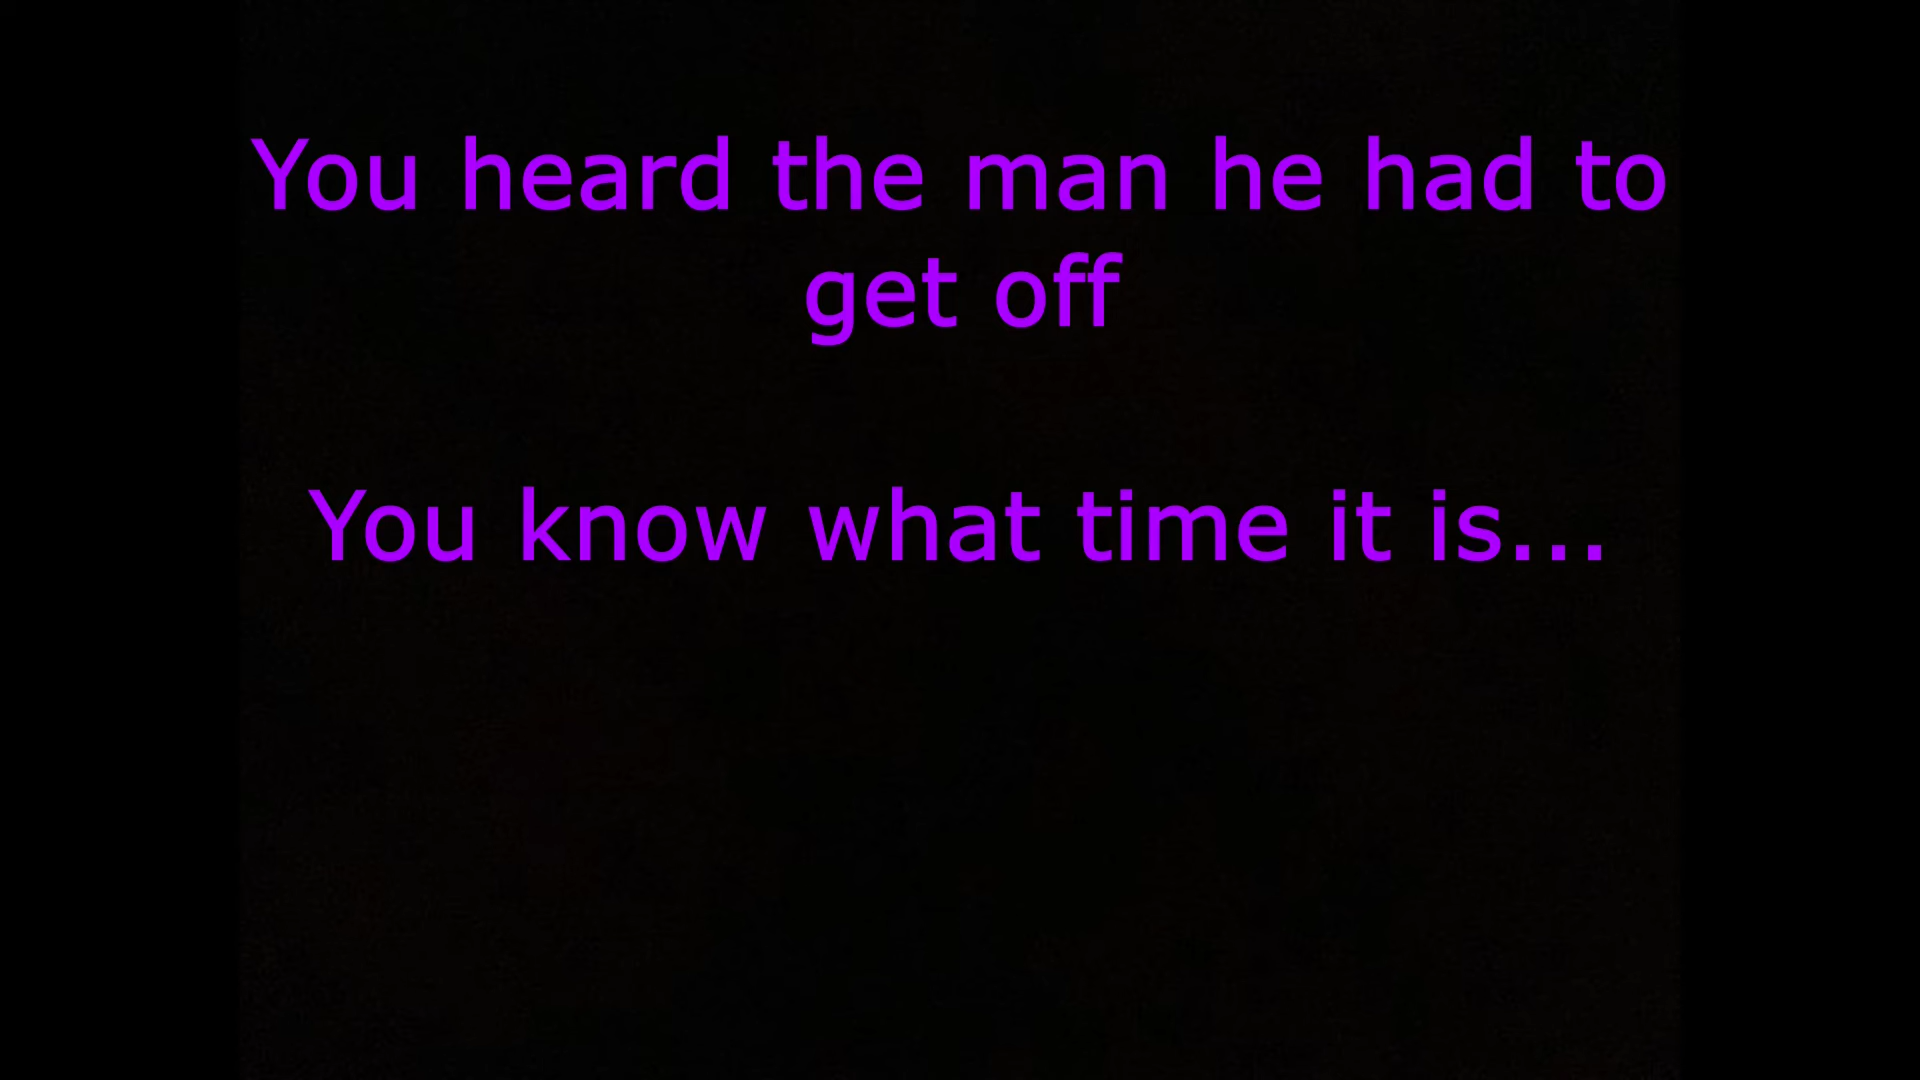 You heard the man he had to
get off
You know what time it is...